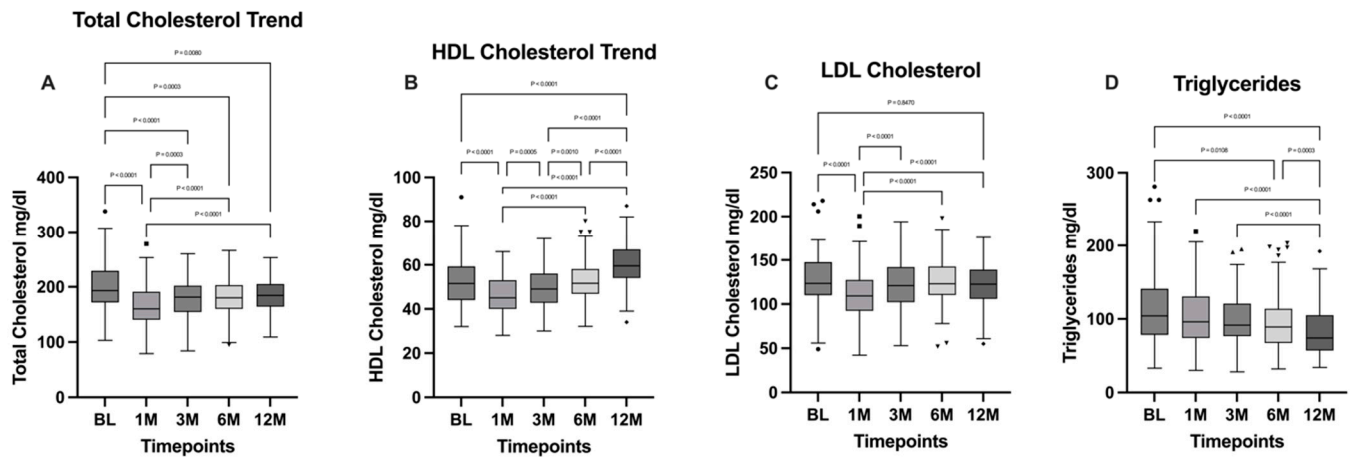 Total Cholesterol Trend
A
P = 0.0080
P = 0.0003
P < 0.0001
P = 0.0003
P < 0.0001
P < 0.0001
P < 0.0001
Total Cholesterol mg/dl
400
300
200
100
0
BL 1M 3M 6M 12M
Timepoints
HDL Cholesterol Trend
B
P < 0.0001
P < 0.0001
P < 0.0001 P = 0.0005 P = 0.0010 P < 0.0001
P < 0.0001
P < 0.0001
HDL Cholesterol mg/dl
100
80
60
40
20
0
BL 1M 3M 6M 12M
Timepoints
LDL Cholesterol
C
P = 0.8470
P < 0.0001
P < 0.0001 P < 0.0001
P < 0.0001
LDL Cholesterol mg/dl
250
200
150
100
50
0
BL 1M 3M 6M 12M
Timepoints
Triglycerides
D
P < 0.0001
P = 0.0108 P = 0.0003
P < 0.0001
P < 0.0001
Triglycerides mg/dl
300
200
100
0
BL 1M 3M 6M 12M
Timepoints